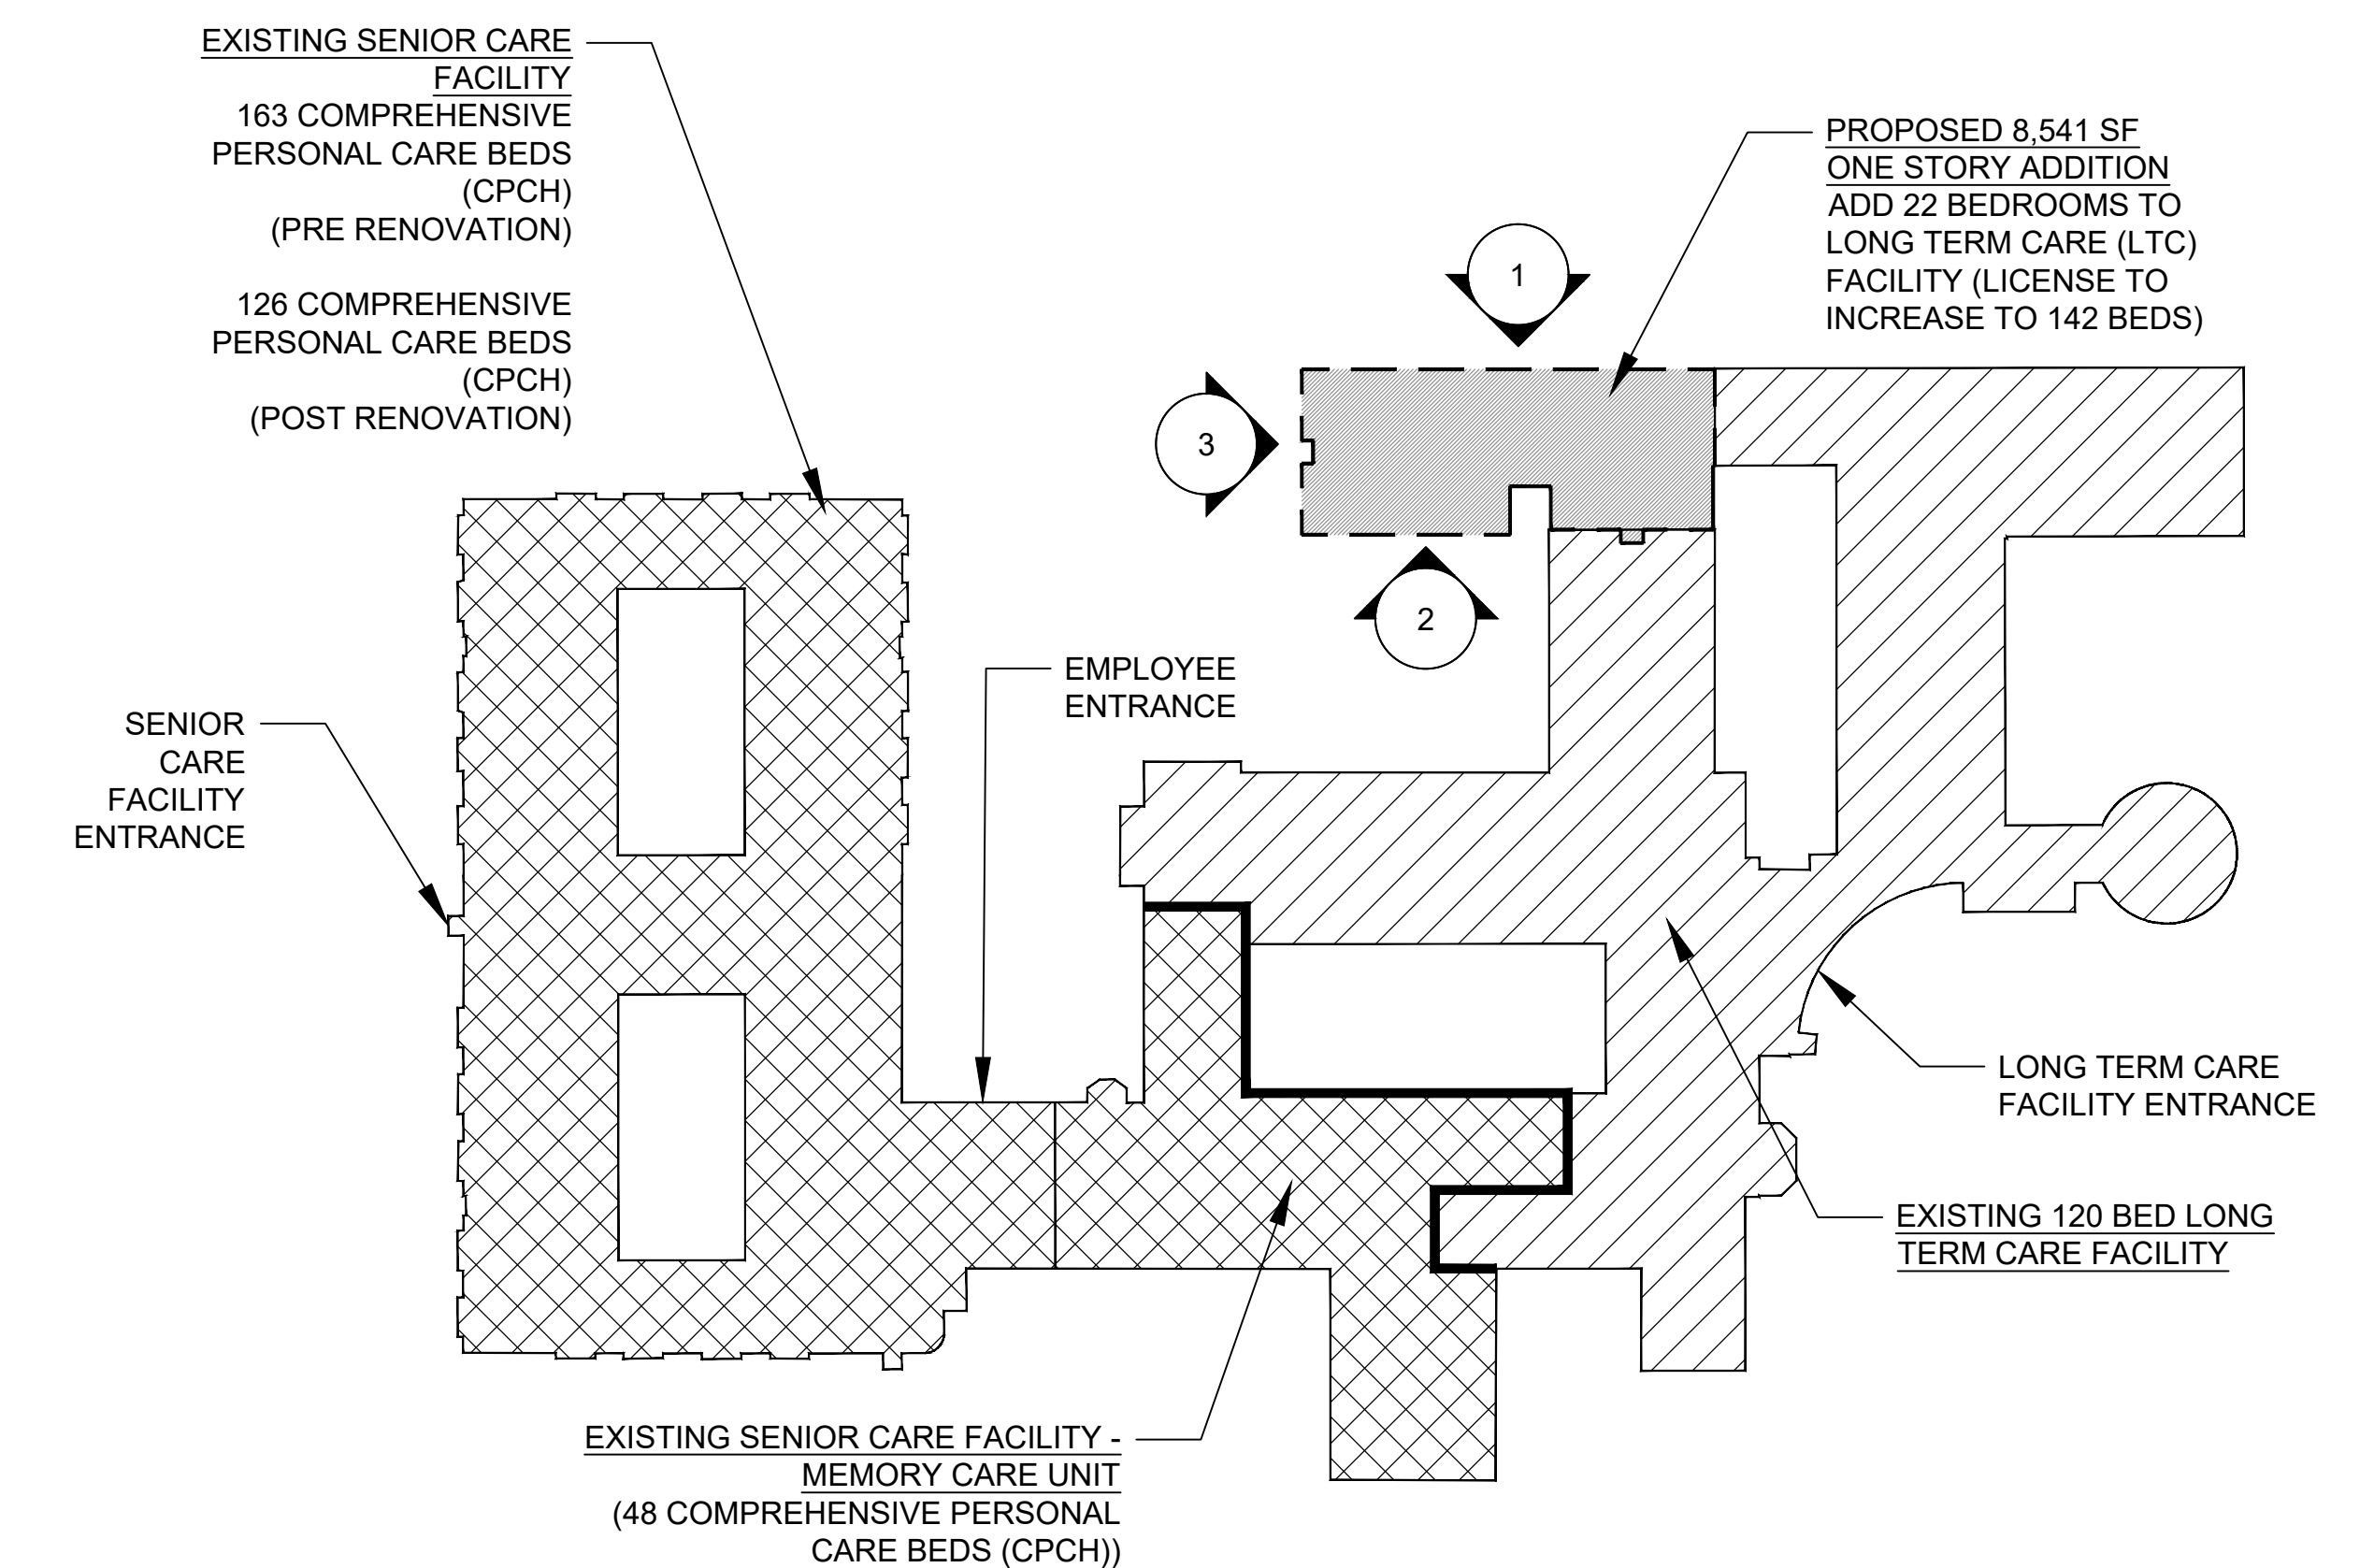 EXISTING SENIOR CARE
FACILITY
163 COMPREHENSIVE
PERSONAL CARE BEDS
(CPCH)
(PRE RENOVATION)
126 COMPREHENSIVE
PERSONAL CARE BEDS
(CPCH)
(POST RENOVATION)
PROPOSED 8,541 SF
ONE STORY ADDITION
ADD 22 BEDROOMS TO
LONG TERM CARE (LTC)
FACILITY (LICENSE TO
INCREASE TO 142 BEDS)
1
3
2
EMPLOYEE
ENTRANCE
SENIOR
CARE
FACILITY
ENTRANCE
LONG TERM CARE
FACILITY ENTRANCE
EXISTING 120 BED LONG
TERM CARE FACILITY
EXISTING SENIOR CARE FACILITY -
MEMORY CARE UNIT
(48 COMPREHENSIVE PERSONAL
CARE BEDS (CPCH))